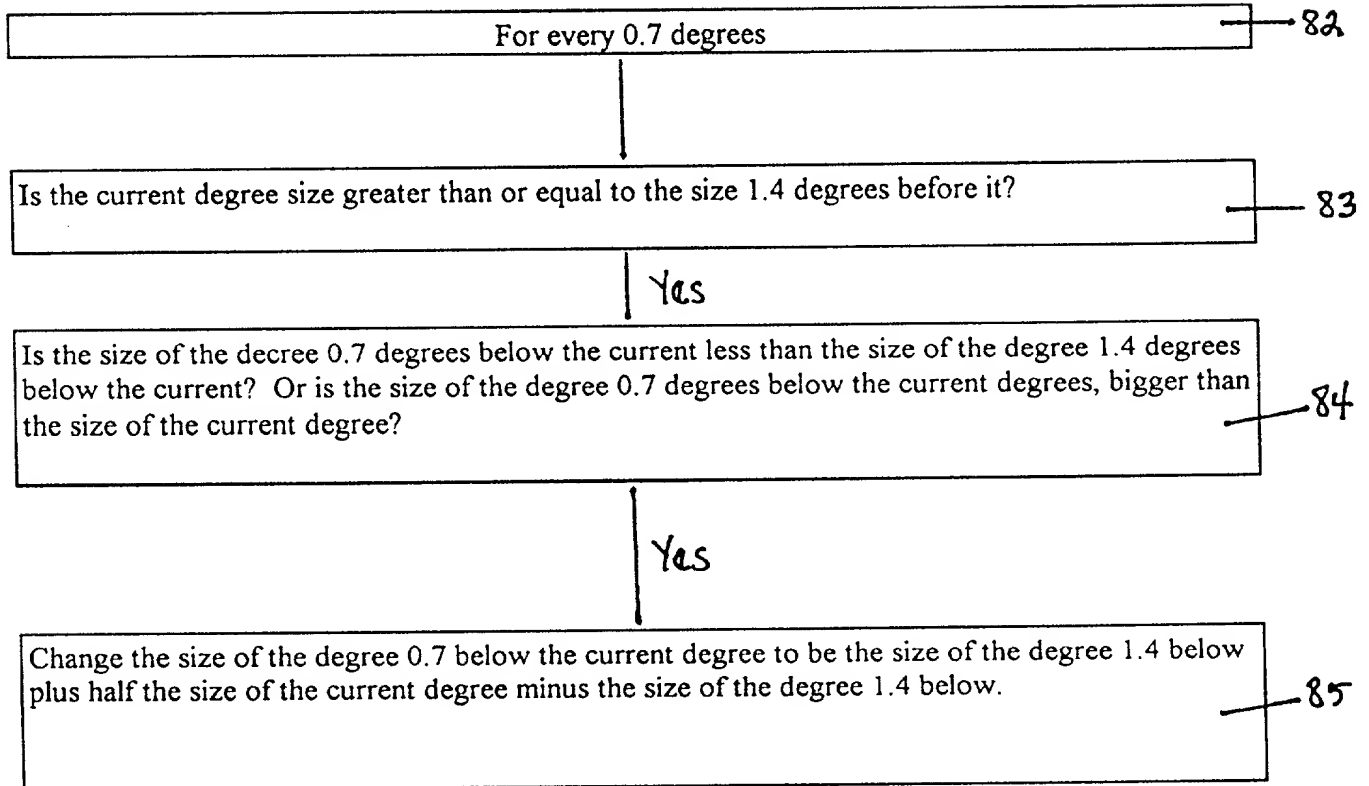 For every 0.7 degrees
82
Is the current degree size greater than or equal to the size 1.4 degrees before it?
83
Yes
Is the size of the decree 0.7 degrees below the current less than the size of the degree 1.4 degrees
below the current? Or is the size of the degree 0.7 degrees below the current degrees, bigger than
the size of the current degree?
84
Yes
Change the size of the degree 0.7 below the current degree to be the size of the degree 1.4 below
plus half the size of the current degree minus the size of the degree 1.4 below.
85